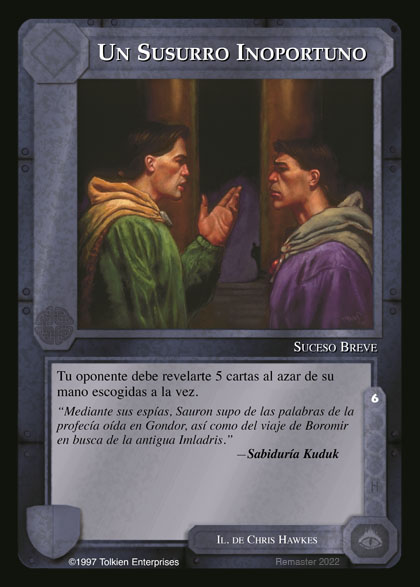 Un Susurro Inoportuno
Suceso Breve
Tu oponente debe revelarte 5 cartas al azar de su
mano escogidas a la vez.
“Mediante sus espías, Sauron supo de las palabras de la
profecía oída en Gondor, así como del viaje de Boromir
en busca de la antigua Imladris.”
—Sabiduría Kuduk
6
H
Il. de Chris Hawkes
©1997 Tolkien Enterprises
Remaster 2022